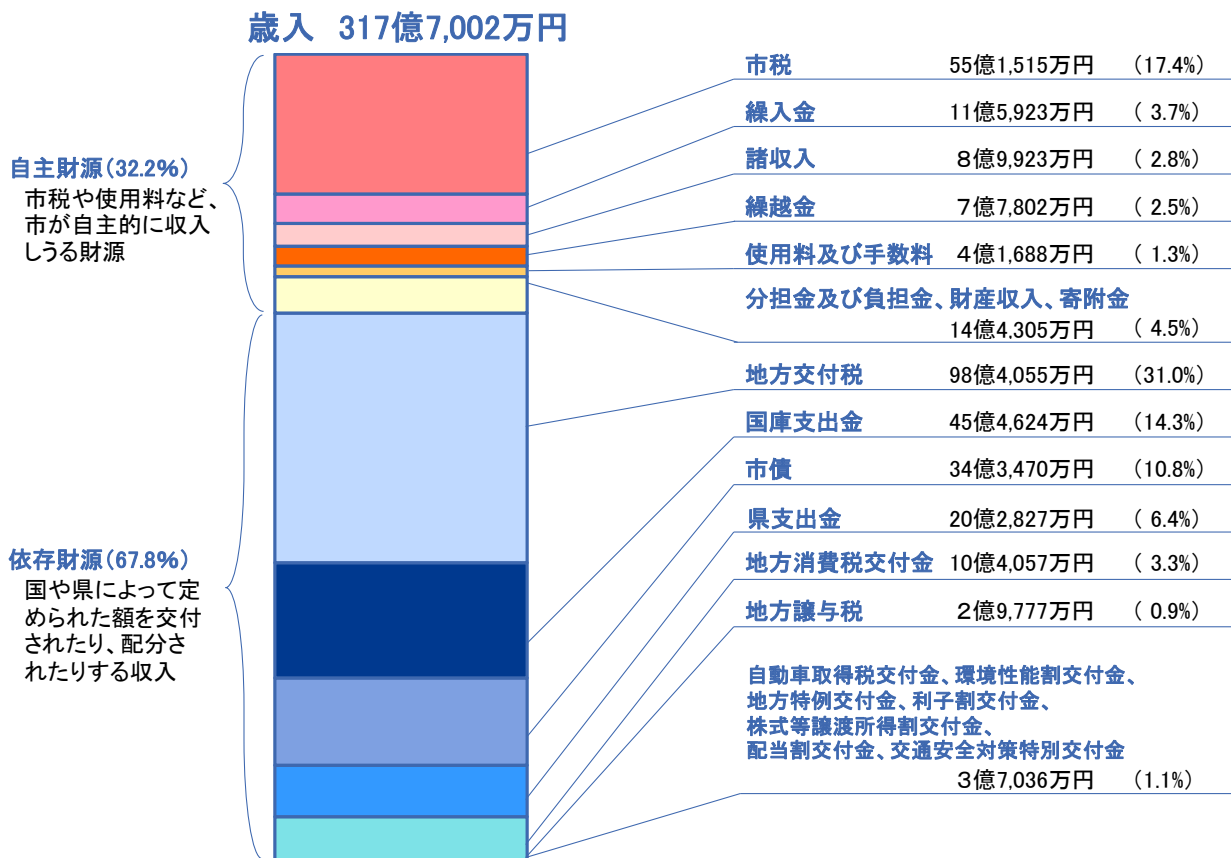 歳入 317億7,002万円
自主財源(32.2%)
市税や使用料など、
市が自主的に収入
しうる財源
依存財源(67.8%)
国や県によって定
められた額を交付
されたり、配分さ
れたりする収入
市税 55億1,515万円 (17.4%)
繰入金 11億5,923万円 ( 3.7%)
諸収入 8億9,923万円 ( 2.8%)
繰越金 7億7,802万円 ( 2.5%)
使用料及び手数料 4億1,688万円 ( 1.3%)
分担金及び負担金、財産収入、寄附金
14億4,305万円 ( 4.5%)
地方交付税 98億4,055万円 (31.0%)
国庫支出金 45億4,624万円 (14.3%)
市債 34億3,470万円 (10.8%)
県支出金 20億2,827万円 ( 6.4%)
地方消費税交付金 10億4,057万円 ( 3.3%)
地方譲与税 2億9,777万円 ( 0.9%)
自動車取得税交付金、環境性能割交付金、
地方特例交付金、利子割交付金、
株式等譲渡所得割交付金、
配当割交付金、交通安全対策特別交付金
3億7,036万円 (1.1%)